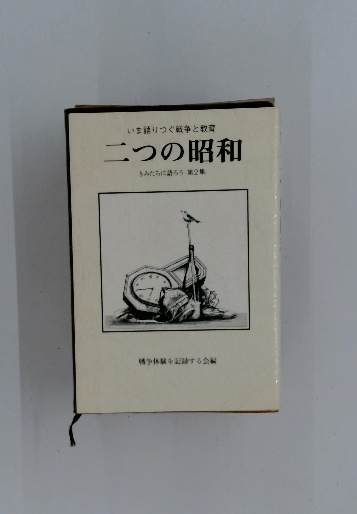 いま語りつぐ戦争と教育
二つの昭和
きみたちに語ろう 第2集
戦争体験を記録する会編